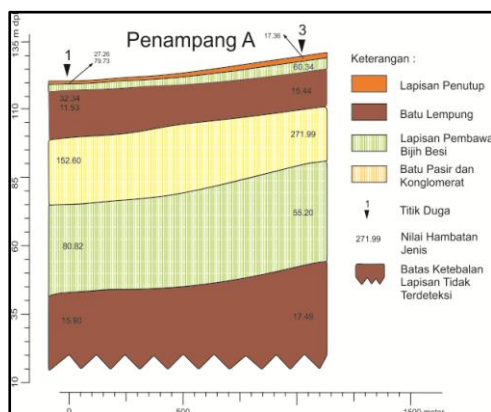 Penampang A
135 m dpl
110
85
60
35
10
1
27.26
79.73
3
17.36
60.34
32.34
11.53
15.44
152.60
271.99
80.82
55.20
15.90
17.48
0
500
1500 meter
Keterangan :
Lapisan Penutup
Batu Lempung
Lapisan Pembawa
Bijih Besi
Batu Pasir dan
Konglomerat
1
Titik Duga
271.99
Nilai Hambatan
Jenis
Batas Ketebalan
Lapisan Tidak
Terdeteksi